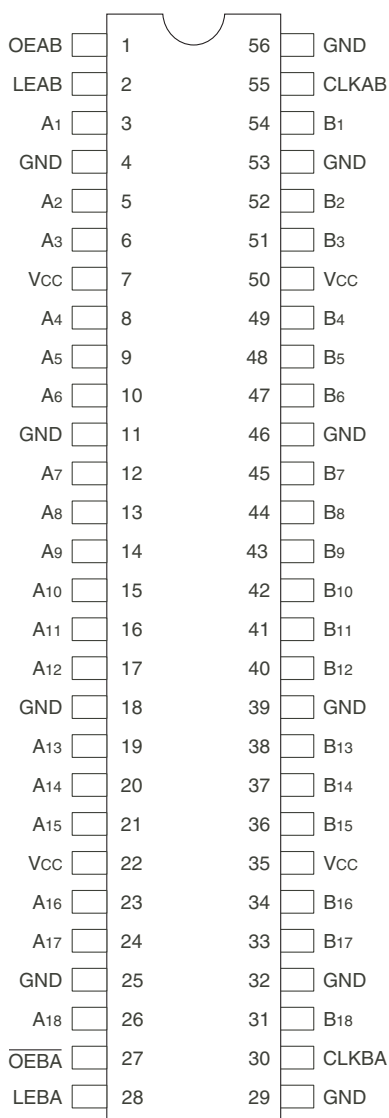 OEAB 1 56 GND
LEAB 2 55 CLKAB
A1 3 54 B1
GND 4 53 GND
A2 5 52 B2
A3 6 51 B3
VCC 7 50 VCC
A4 8 49 B4
A5 9 48 B5
A6 10 47 B6
GND 11 46 GND
A7 12 45 B7
A8 13 44 B8
A9 14 43 B9
A10 15 42 B10
A11 16 41 B11
A12 17 40 B12
GND 18 39 GND
A13 19 38 B13
A14 20 37 B14
A15 21 36 B15
VCC 22 35 VCC
A16 23 34 B16
A17 24 33 B17
GND 25 32 GND
A18 26 31 B18
O̅E̅B̅A̅ 27 30 CLKBA
LEBA 28 29 GND